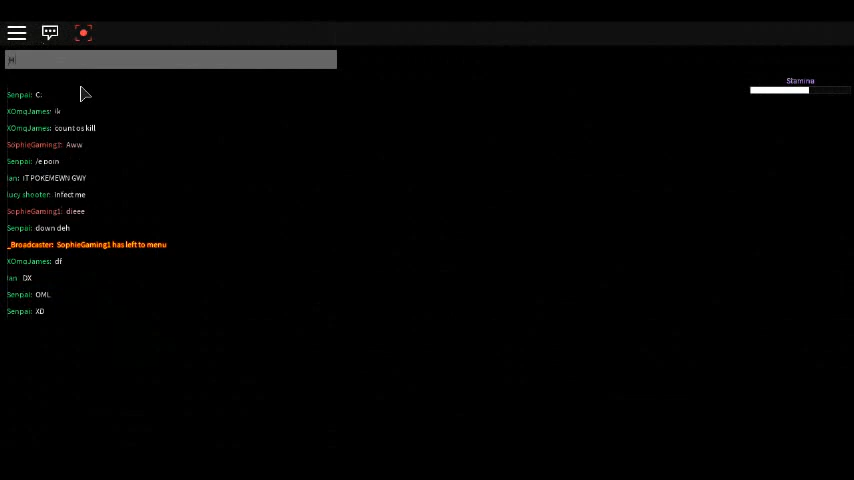 Stamina
Senpai: C.
XOmgJames: ik
XOmgJames: count os kill
SophieGaming1: Aww
Senpai: /e poin
Ian: IT POKEMEWN GWY
lucy shooter: infect me
SophieGaming1: dieee
Senpai: down deh
_Broadcaster: SophieGaming1 has left to menu
XOmgJames: df
Ian: DX
Senpai: OML
Senpai: XD